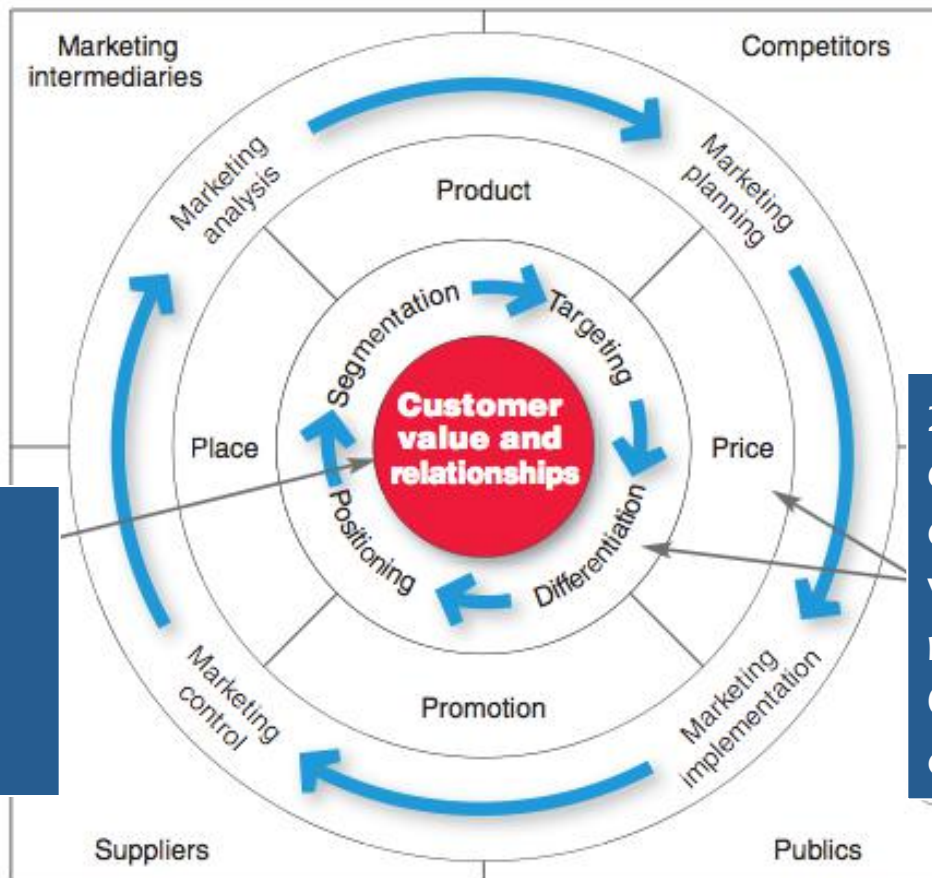 Marketing
intermediaries
Competitors
Marketing
analysis
Marketing
planning
Product
Segmentation
Targeting
Customer
value and
relationships
Place
Price
Positioning
Differentiation
Promotion
Marketing
control
Marketing
implementation
Suppliers
Publics